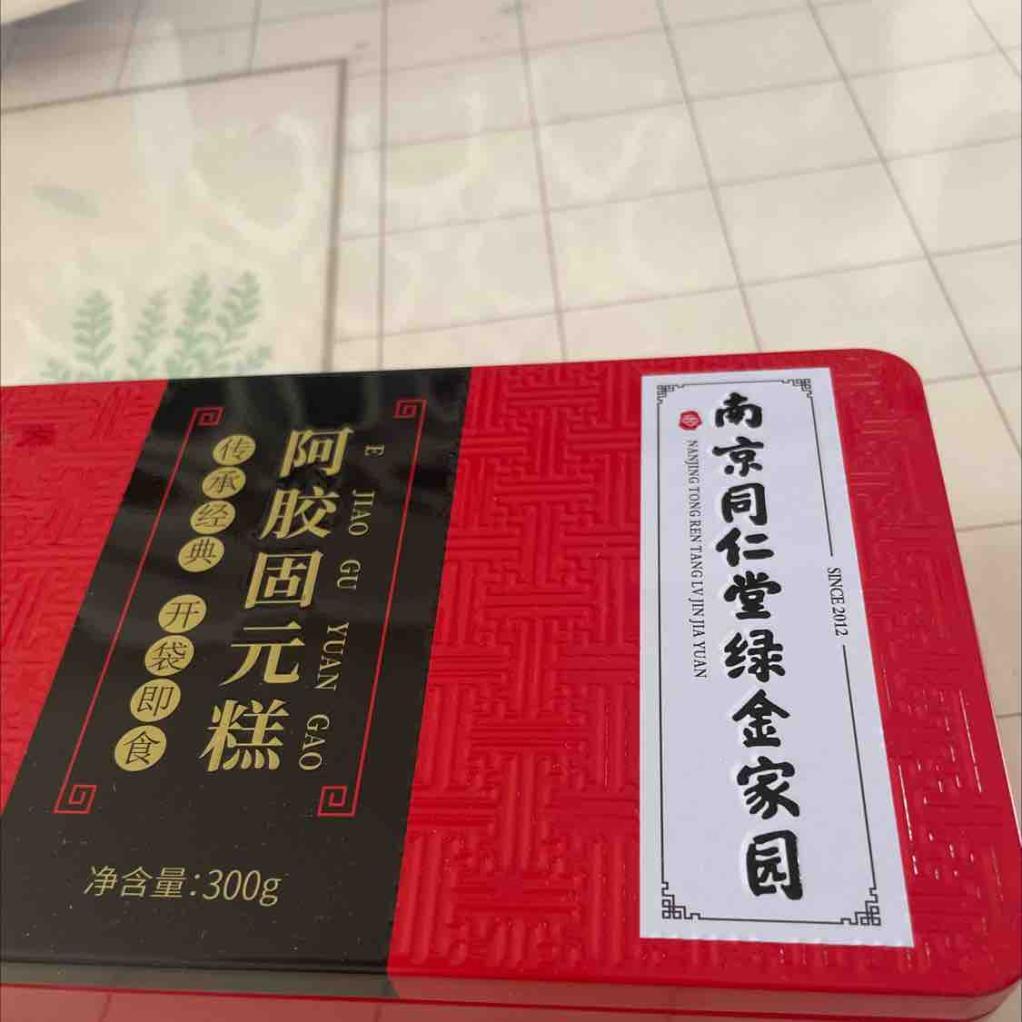 南京同仁堂绿金家园
NANJING TONG REN TANG LV JIN JIA YUAN
SINCE 2012
阿胶固元糕
E JIAO GU YUAN GAO
传承经典 开袋即食
净含量:300g